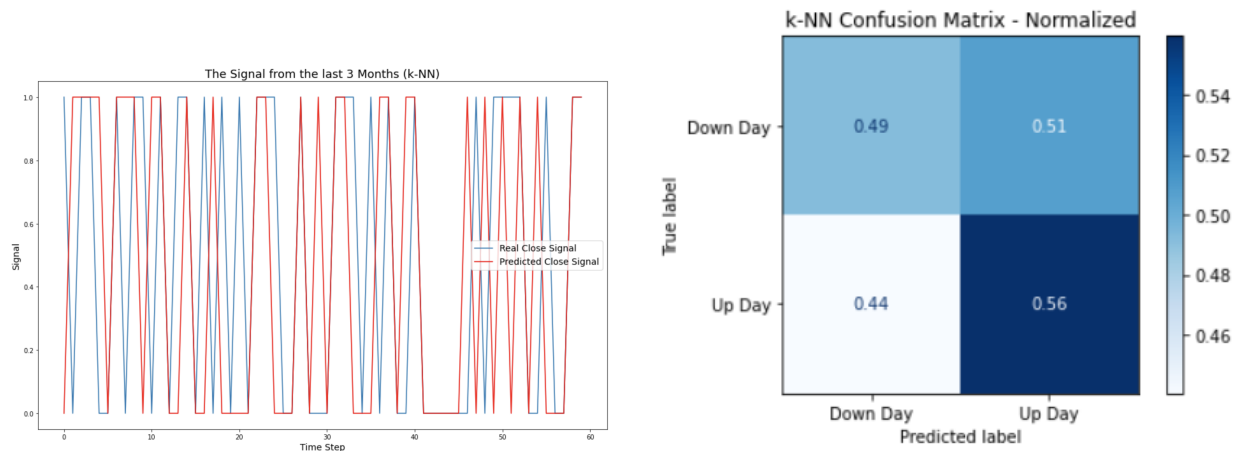 The Signal from the last 3 Months (k-NN)
1.0
0.8
0.6
0.4
0.2
0.0
Signal
Real Close Signal
Predicted Close Signal
0 10 20 30 40 50 60
Time Step
k-NN Confusion Matrix - Normalized
True label
Down Day
0.49 0.51
Up Day
0.44 0.56
Down Day Up Day
Predicted label
0.54
0.52
0.50
0.48
0.46